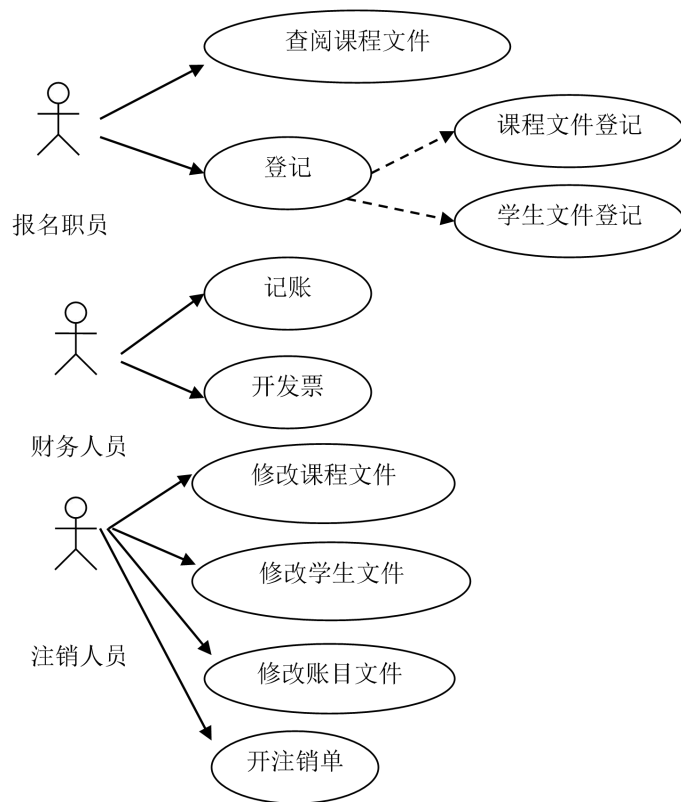 查阅课程文件
课程文件登记
登记
学生文件登记
报名职员
记账
开发票
财务人员
修改课程文件
修改学生文件
注销人员
修改账目文件
开注销单